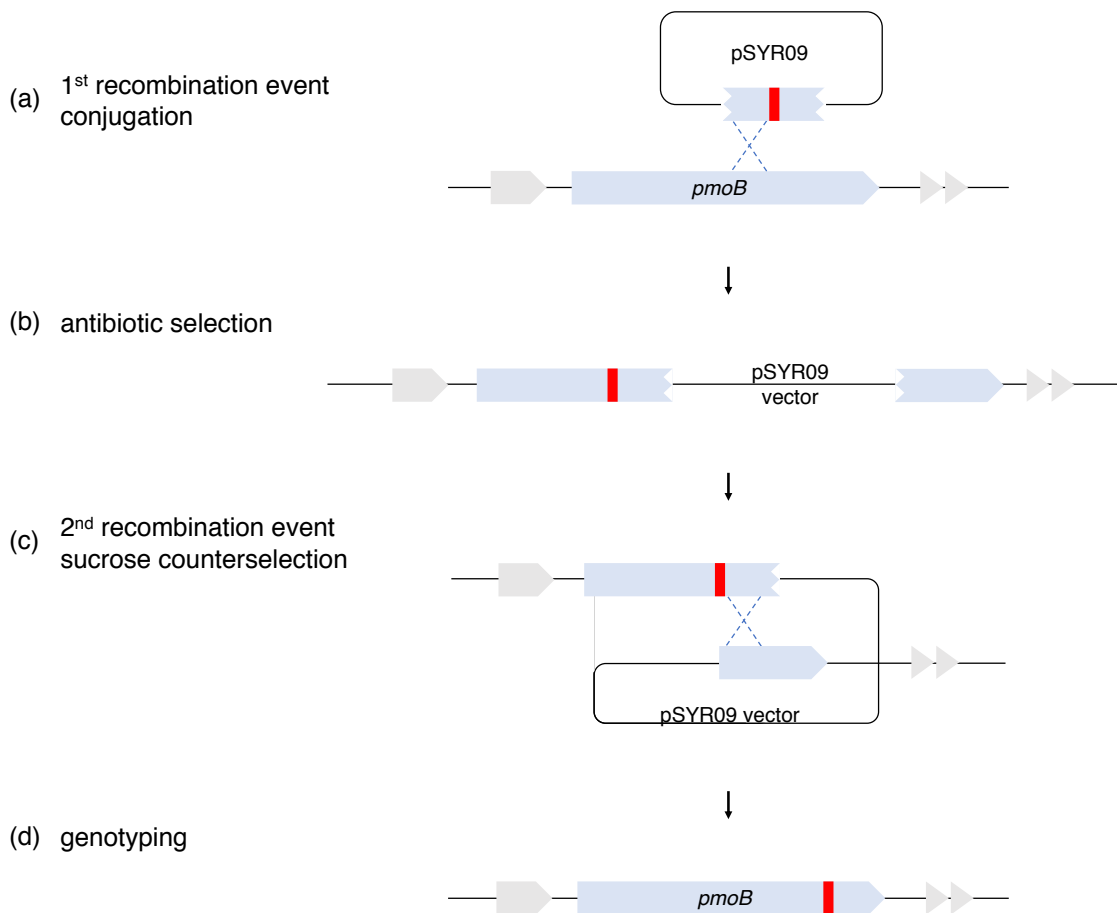 pSYR09
(a) 1st recombination event
conjugation
pmoB
(b) antibiotic selection
pSYR09
vector
(c) 2nd recombination event
sucrose counterselection
pSYR09 vector
(d) genotyping
pmoB